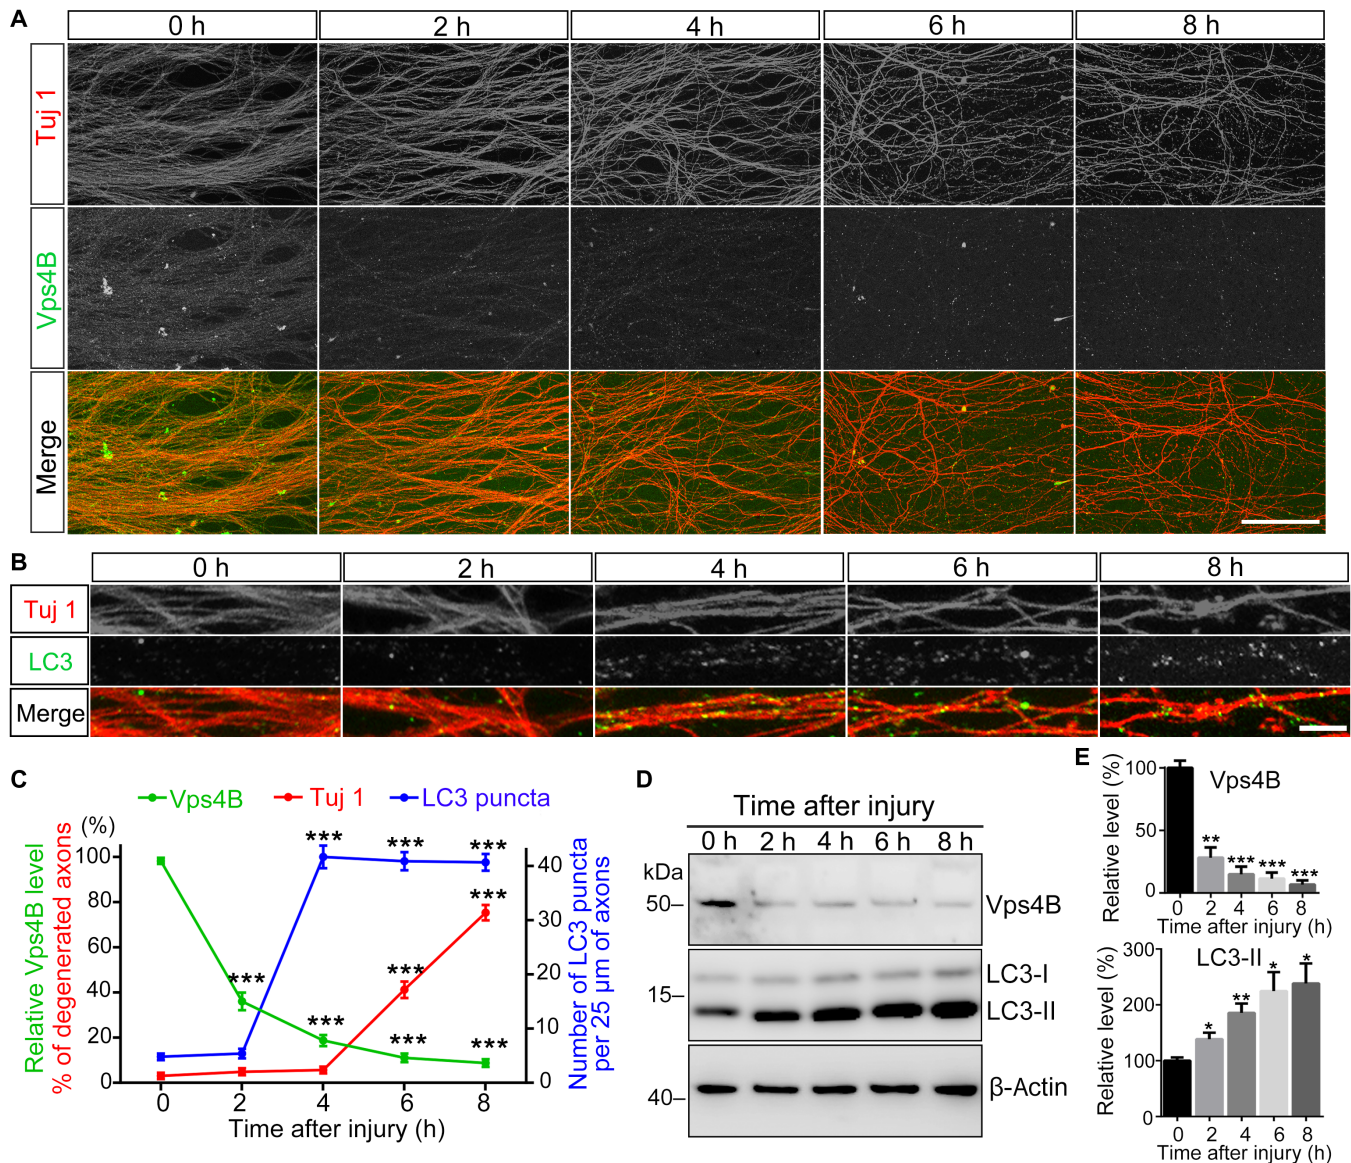 A
0 h 2 h 4 h 6 h 8 h
Tuj 1
Vps4B
Merge
B
0 h 2 h 4 h 6 h 8 h
Tuj 1
LC3
Merge
C
Vps4B Tuj 1 LC3 puncta
(%)
Relative Vps4B level
% of degenerated axons
100
80
60
40
20
0
*** *** *** ***
*** ***
*** *** ***
40
30
20
10
0
Number of LC3 puncta
per 25 µm of axons
0 2 4 6 8
Time after injury (h)
D
Time after injury
0 h 2 h 4 h 6 h 8 h
kDa
50–
Vps4B
LC3-I
15–
LC3-II
40–
β-Actin
E
Vps4B
Relative level (%)
100
50
0
** *** *** ***
0 2 4 6 8
Time after injury (h)
LC3-II
Relative level (%)
300
200
100
0
* ** * *
0 2 4 6 8
Time after injury (h)